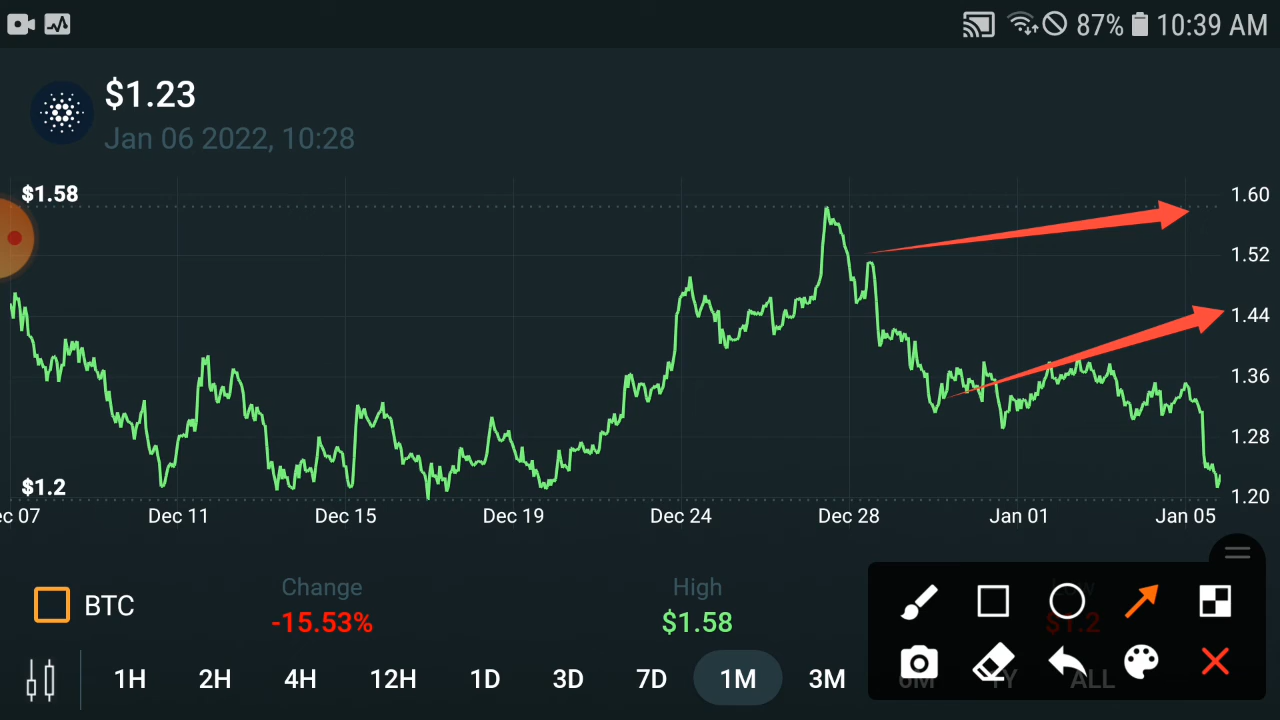 87% 10:39 AM
$1.23
Jan 06 2022, 10:28
$1.58
1.60
1.52
1.44
1.36
1.28
$1.2
1.20
ec 07 Dec 11 Dec 15 Dec 19 Dec 24 Dec 28 Jan 01 Jan 05
BTC
Change High
-15.53% $1.58 $1.2
1H 2H 4H 12H 1D 3D 7D 1M 3M 6M 1Y ALL